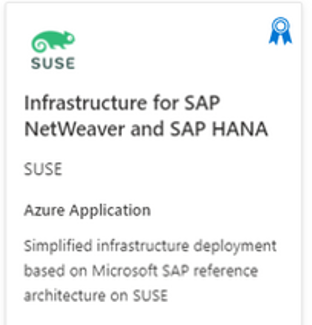 SUSE
Infrastructure for SAP
NetWeaver and SAP HANA
SUSE
Azure Application
Simplified infrastructure deployment
based on Microsoft SAP reference
architecture on SUSE